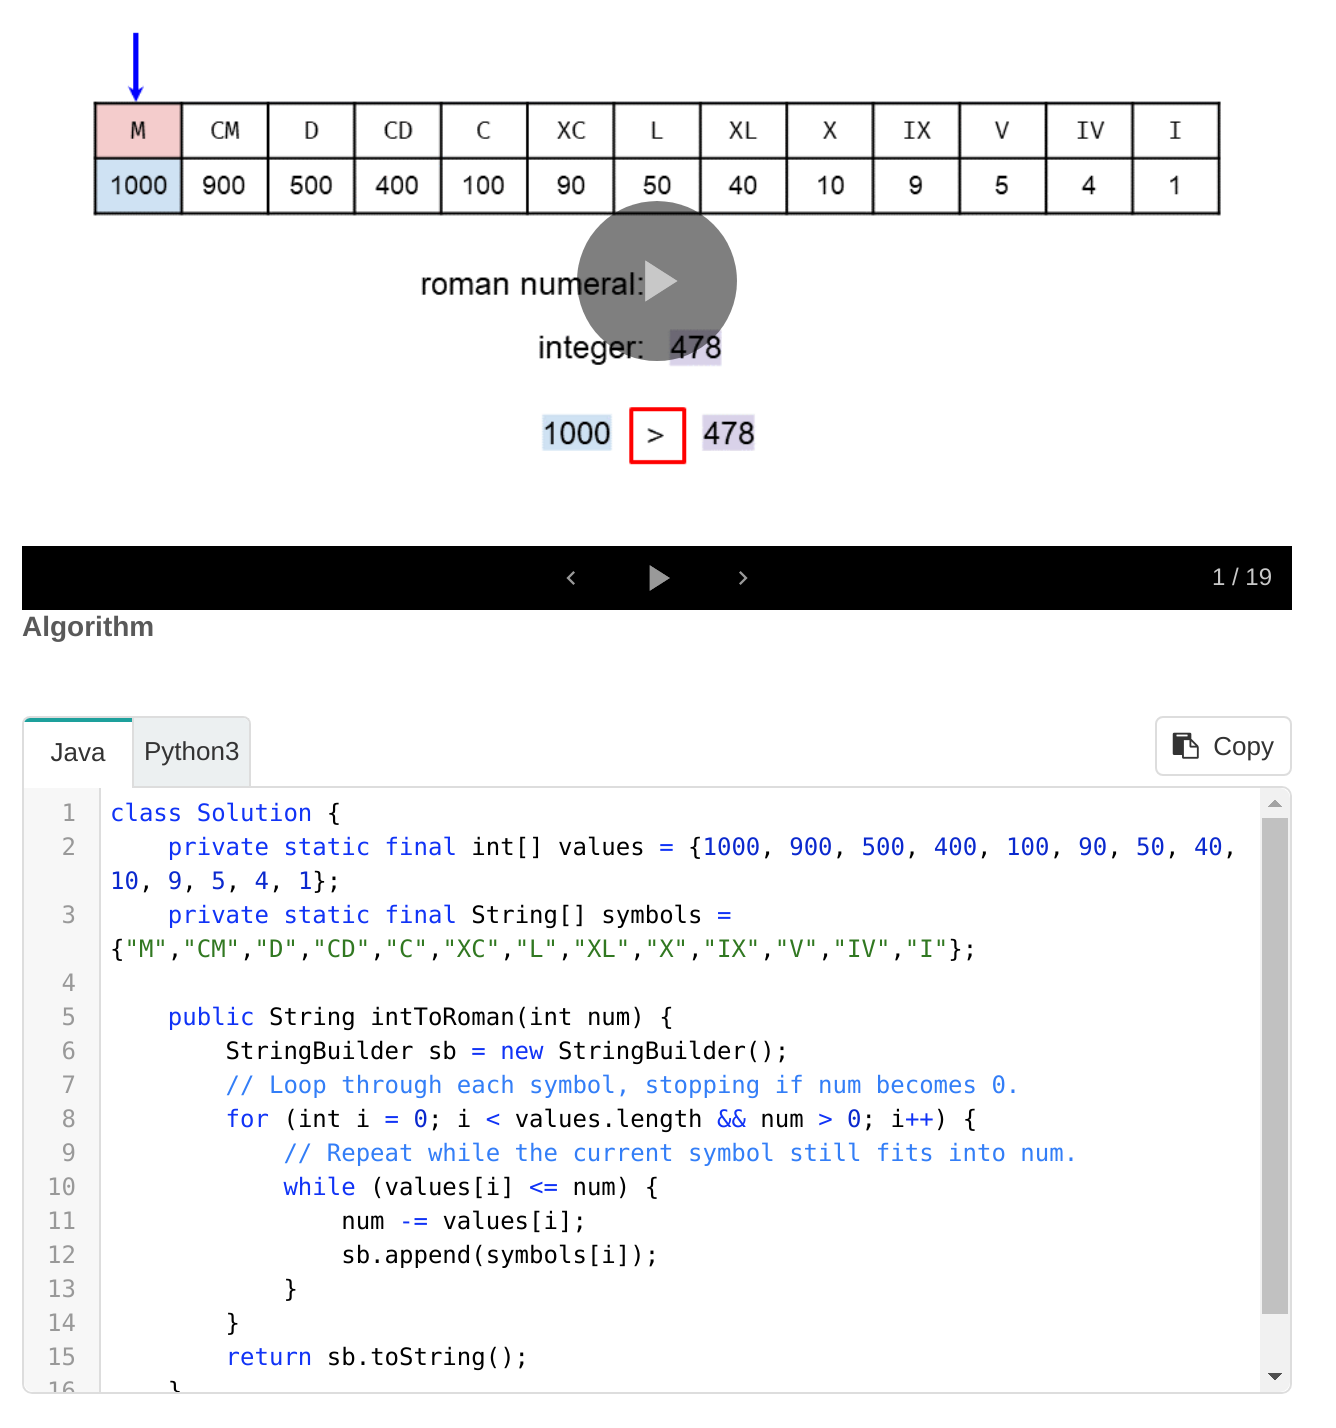 M CM D CD C XC L XL X IX V IV I
1000 900 500 400 100 90 50 40 10 9 5 4 1
roman numeral:
integer: 478
1000 > 478
1 / 19
Algorithm
Java Python3 Copy
1 class Solution {
2     private static final int[] values = {1000, 900, 500, 400, 100, 90, 50, 40,
10, 9, 5, 4, 1};
3     private static final String[] symbols =
{"M","CM","D","CD","C","XC","L","XL","X","IX","V","IV","I"};
4
5     public String intToRoman(int num) {
6         StringBuilder sb = new StringBuilder();
7         // Loop through each symbol, stopping if num becomes 0.
8         for (int i = 0; i < values.length && num > 0; i++) {
9             // Repeat while the current symbol still fits into num.
10             while (values[i] <= num) {
11                 num -= values[i];
12                 sb.append(symbols[i]);
13             }
14         }
15         return sb.toString();
16     }